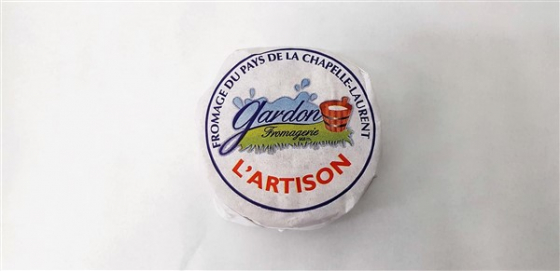 FROMAGE DU PAYS DE LA CHAPELLE-LAURENT
gardon
Fromagerie
L'ARTISON